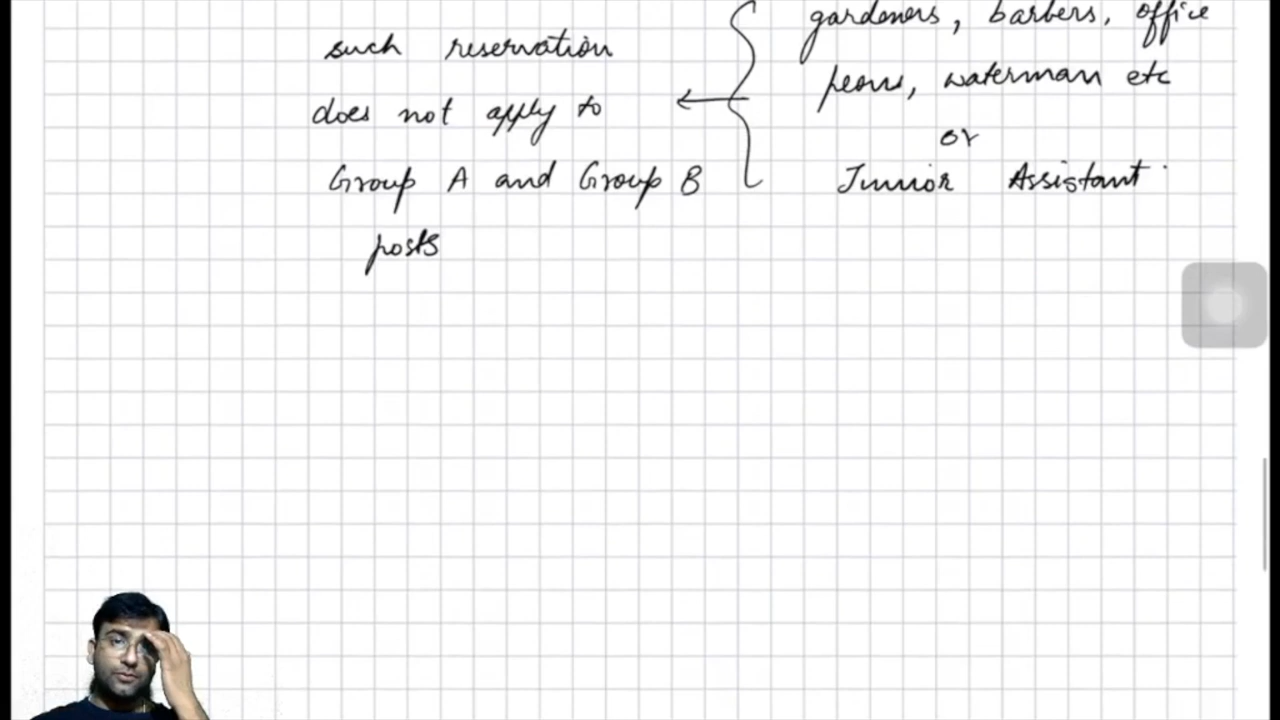 gardeners, barbers, office
peons, waterman etc
or
Junior Assistant
such reservation
does not apply to
Group A and Group B
posts